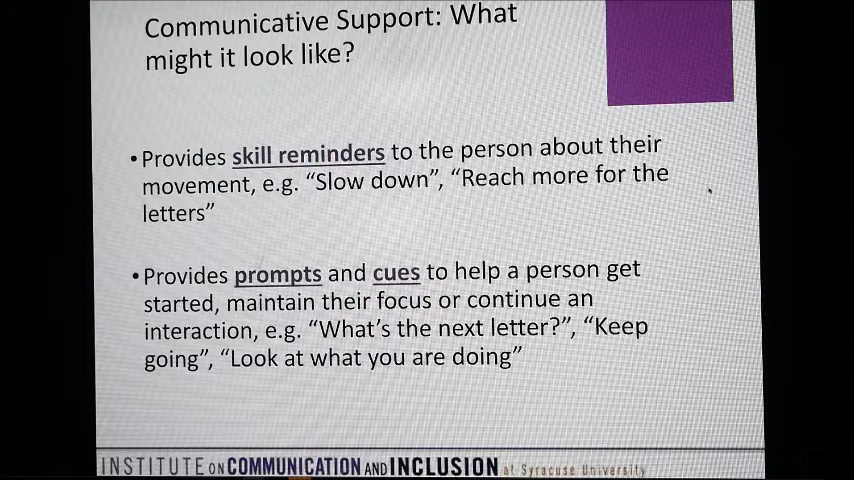 Communicative Support: What
might it look like?
• Provides skill reminders to the person about their
movement, e.g. “Slow down”, “Reach more for the
letters”
• Provides prompts and cues to help a person get
started, maintain their focus or continue an
interaction, e.g. “What’s the next letter?”, “Keep
going”, “Look at what you are doing”
INSTITUTE ON COMMUNICATION AND INCLUSION at Syracuse University